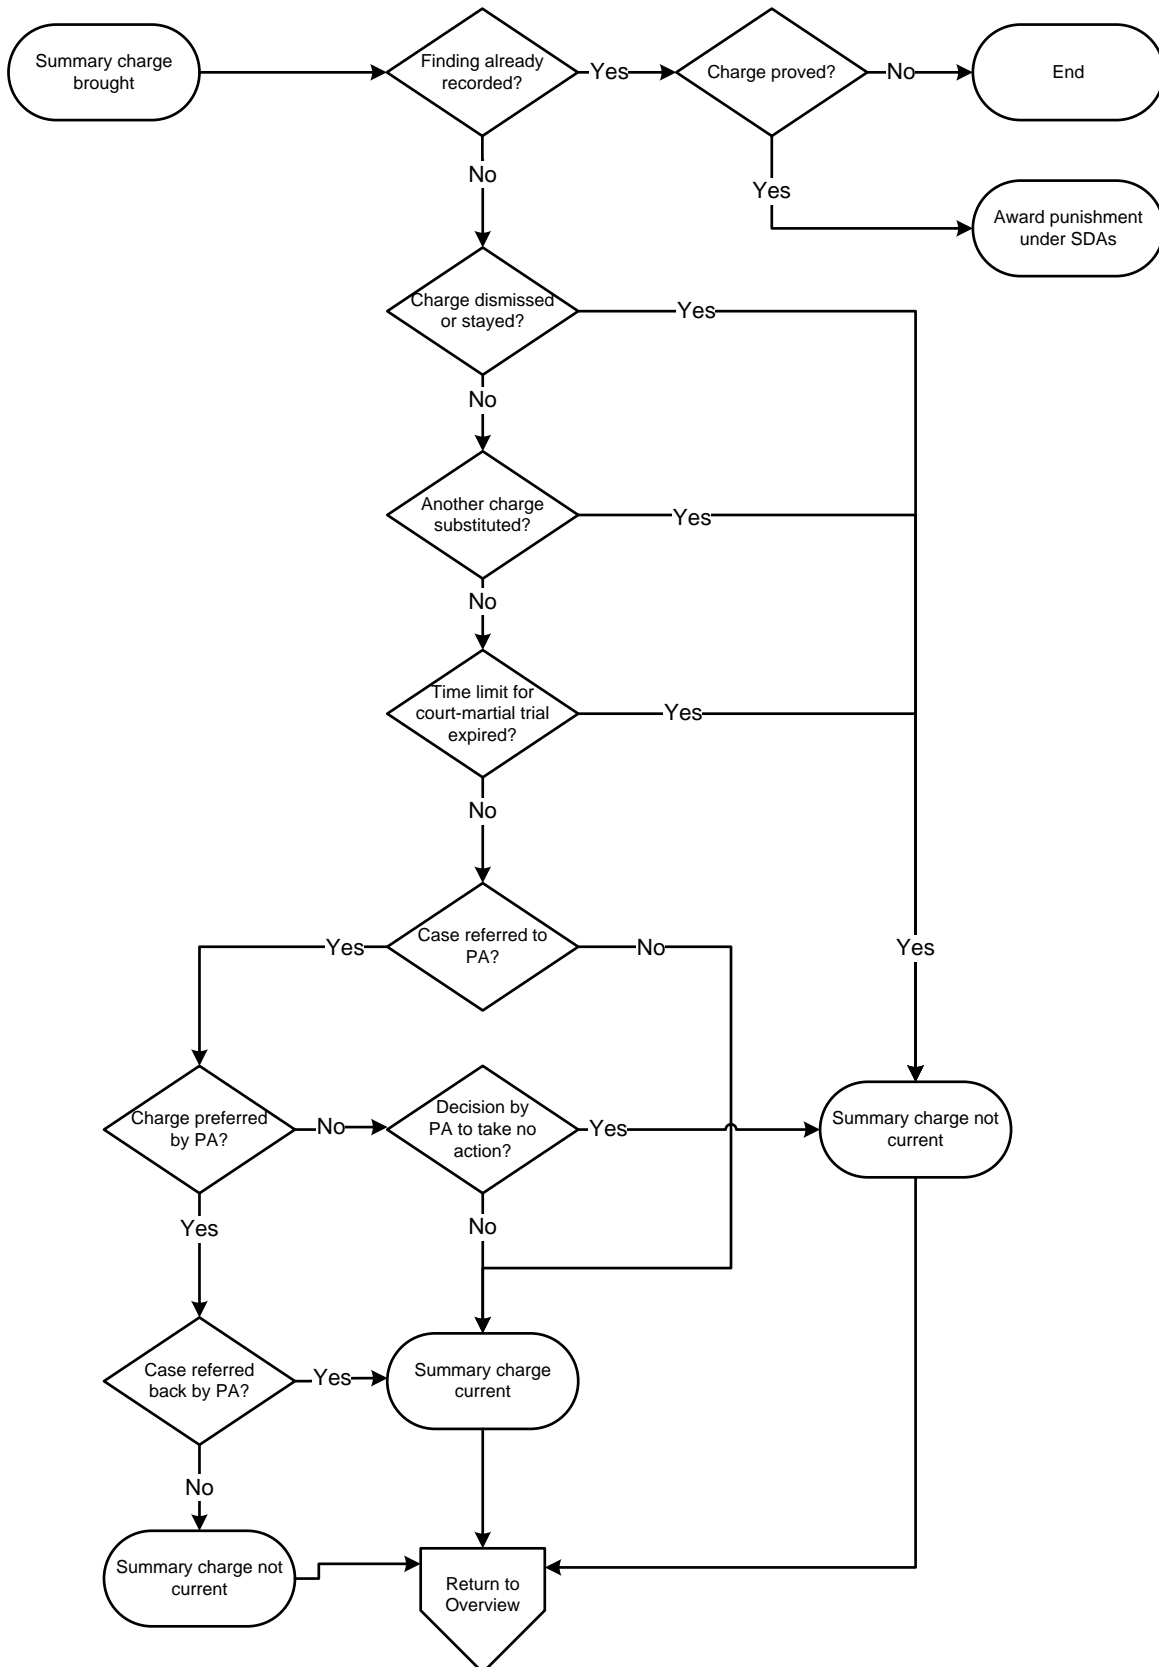 Summary charge
brought
Finding already
recorded?
Yes
Charge proved?
No
End
No
Yes
Award punishment
under SDAs
Charge dismissed
or stayed?
Yes
No
Another charge
substituted?
Yes
No
Time limit for
court-martial trial
expired?
Yes
No
Yes
Case referred to
PA?
No
Yes
Charge preferred
by PA?
No
Decision by
PA to take no
action?
Yes
Summary charge not
current
Yes
No
Case referred
back by PA?
Yes
Summary charge
current
No
Summary charge not
current
Return to
Overview